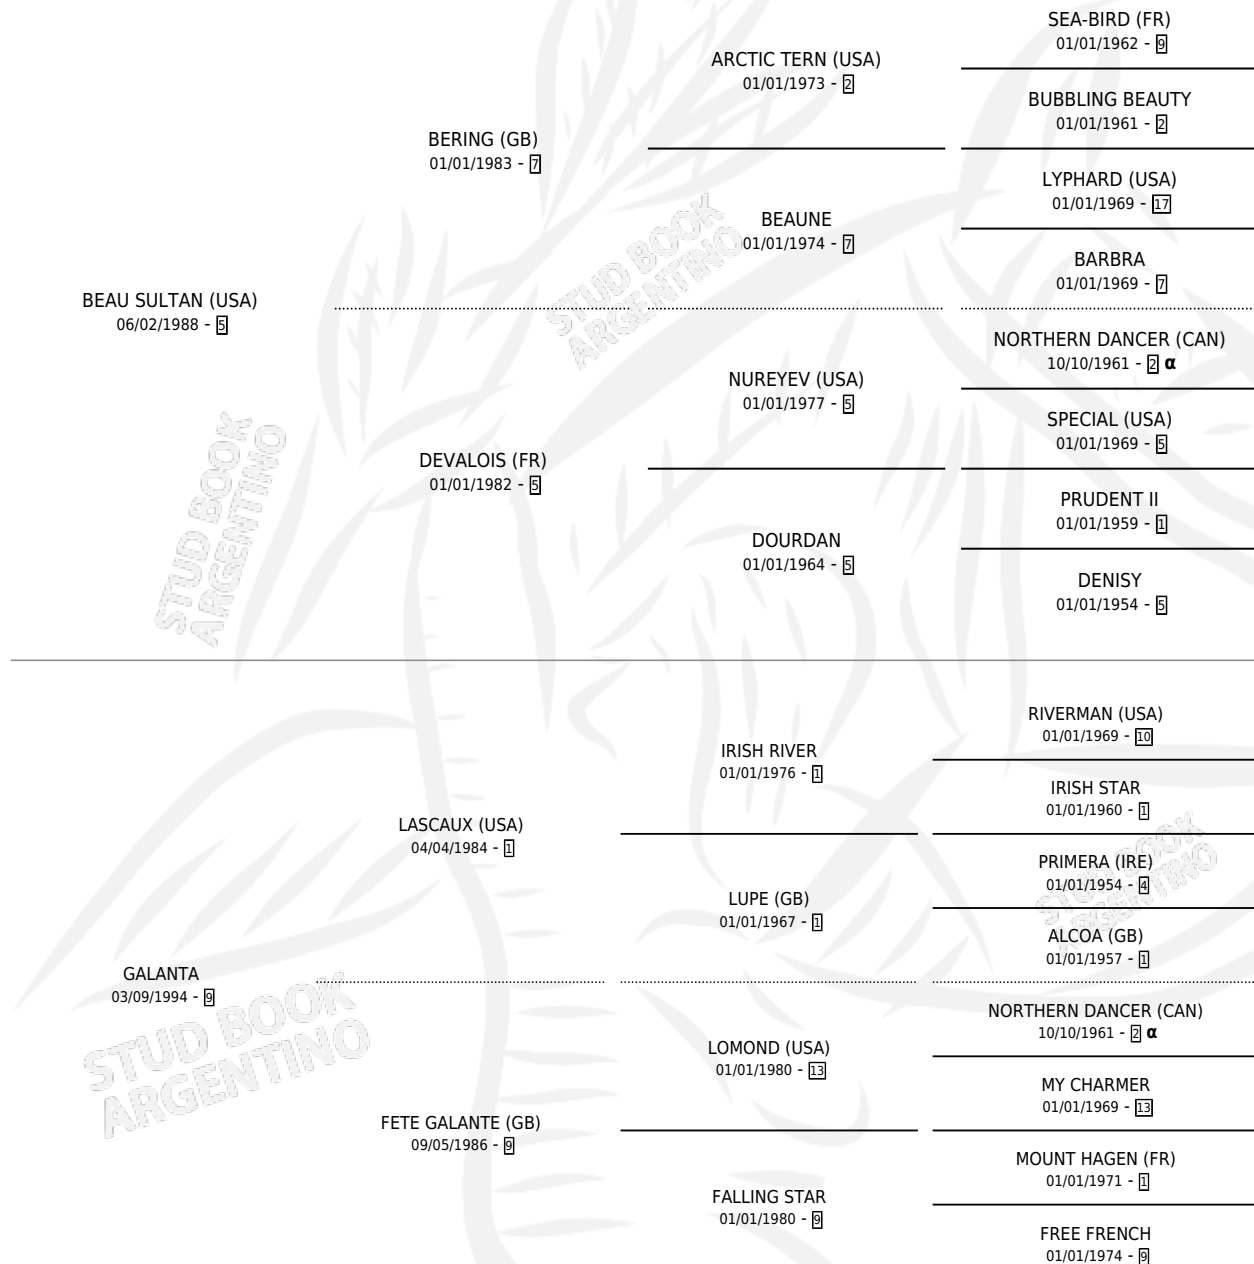 SEA-BIRD (FR)
01/01/1962 - 9
ARCTIC TERN (USA)
01/01/1973 - 2
BUBBLING BEAUTY
01/01/1961 - 2
BERING (GB)
01/01/1983 - 7
LYPHARD (USA)
01/01/1969 - 17
BEAUNE
01/01/1974 - 7
BARBRA
01/01/1969 - 7
BEAU SULTAN (USA)
06/02/1988 - 5
NORTHERN DANCER (CAN)
10/10/1961 - 2 α
NUREYEV (USA)
01/01/1977 - 5
SPECIAL (USA)
01/01/1969 - 5
DEVALOIS (FR)
01/01/1982 - 5
PRUDENT II
01/01/1959 - 1
DOURDAN
01/01/1964 - 5
DENISY
01/01/1954 - 5
RIVERMAN (USA)
01/01/1969 - 10
IRISH RIVER
01/01/1976 - 1
IRISH STAR
01/01/1960 - 1
LASCAUX (USA)
04/04/1984 - 1
PRIMERA (IRE)
01/01/1954 - 4
LUPE (GB)
01/01/1967 - 1
ALCOA (GB)
01/01/1957 - 1
GALANTA
03/09/1994 - 9
NORTHERN DANCER (CAN)
10/10/1961 - 2 α
LOMOND (USA)
01/01/1980 - 13
MY CHARMER
01/01/1969 - 13
FETE GALANTE (GB)
09/05/1986 - 9
MOUNT HAGEN (FR)
01/01/1971 - 1
FALLING STAR
01/01/1980 - 9
FREE FRENCH
01/01/1974 - 9
STUD BOOK
ARGENTINO
STUD BOOK
ARGENTINO
STUD BOOK
ARGENTINO
STUD BOOK
ARGENTINO